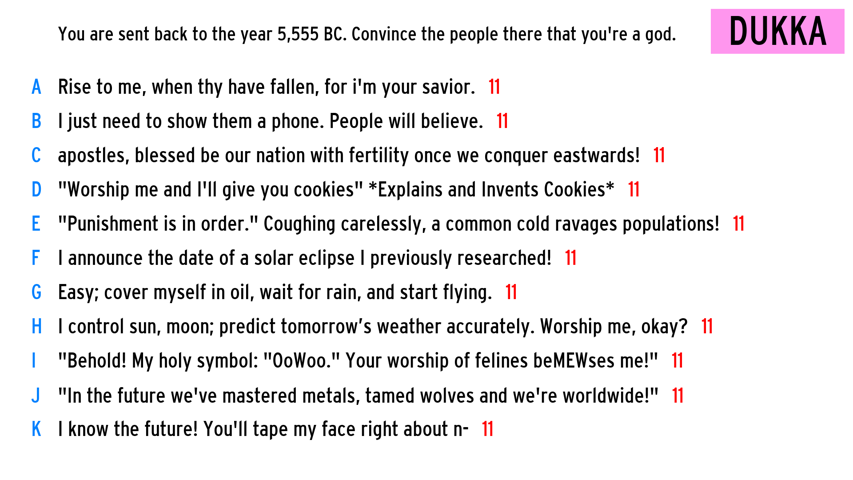 You are sent back to the year 5,555 BC. Convince the people there that you're a god.
DUKKA
A Rise to me, when thy have fallen, for i'm your savior. 11
B I just need to show them a phone. People will believe. 11
C apostles, blessed be our nation with fertility once we conquer eastwards! 11
D "Worship me and I'll give you cookies" *Explains and Invents Cookies* 11
E "Punishment is in order." Coughing carelessly, a common cold ravages populations! 11
F I announce the date of a solar eclipse I previously researched! 11
G Easy; cover myself in oil, wait for rain, and start flying. 11
H I control sun, moon; predict tomorrow’s weather accurately. Worship me, okay? 11
I "Behold! My holy symbol: "OoWoo." Your worship of felines beMEWses me!" 11
J "In the future we've mastered metals, tamed wolves and we're worldwide!" 11
K I know the future! You'll tape my face right about n- 11